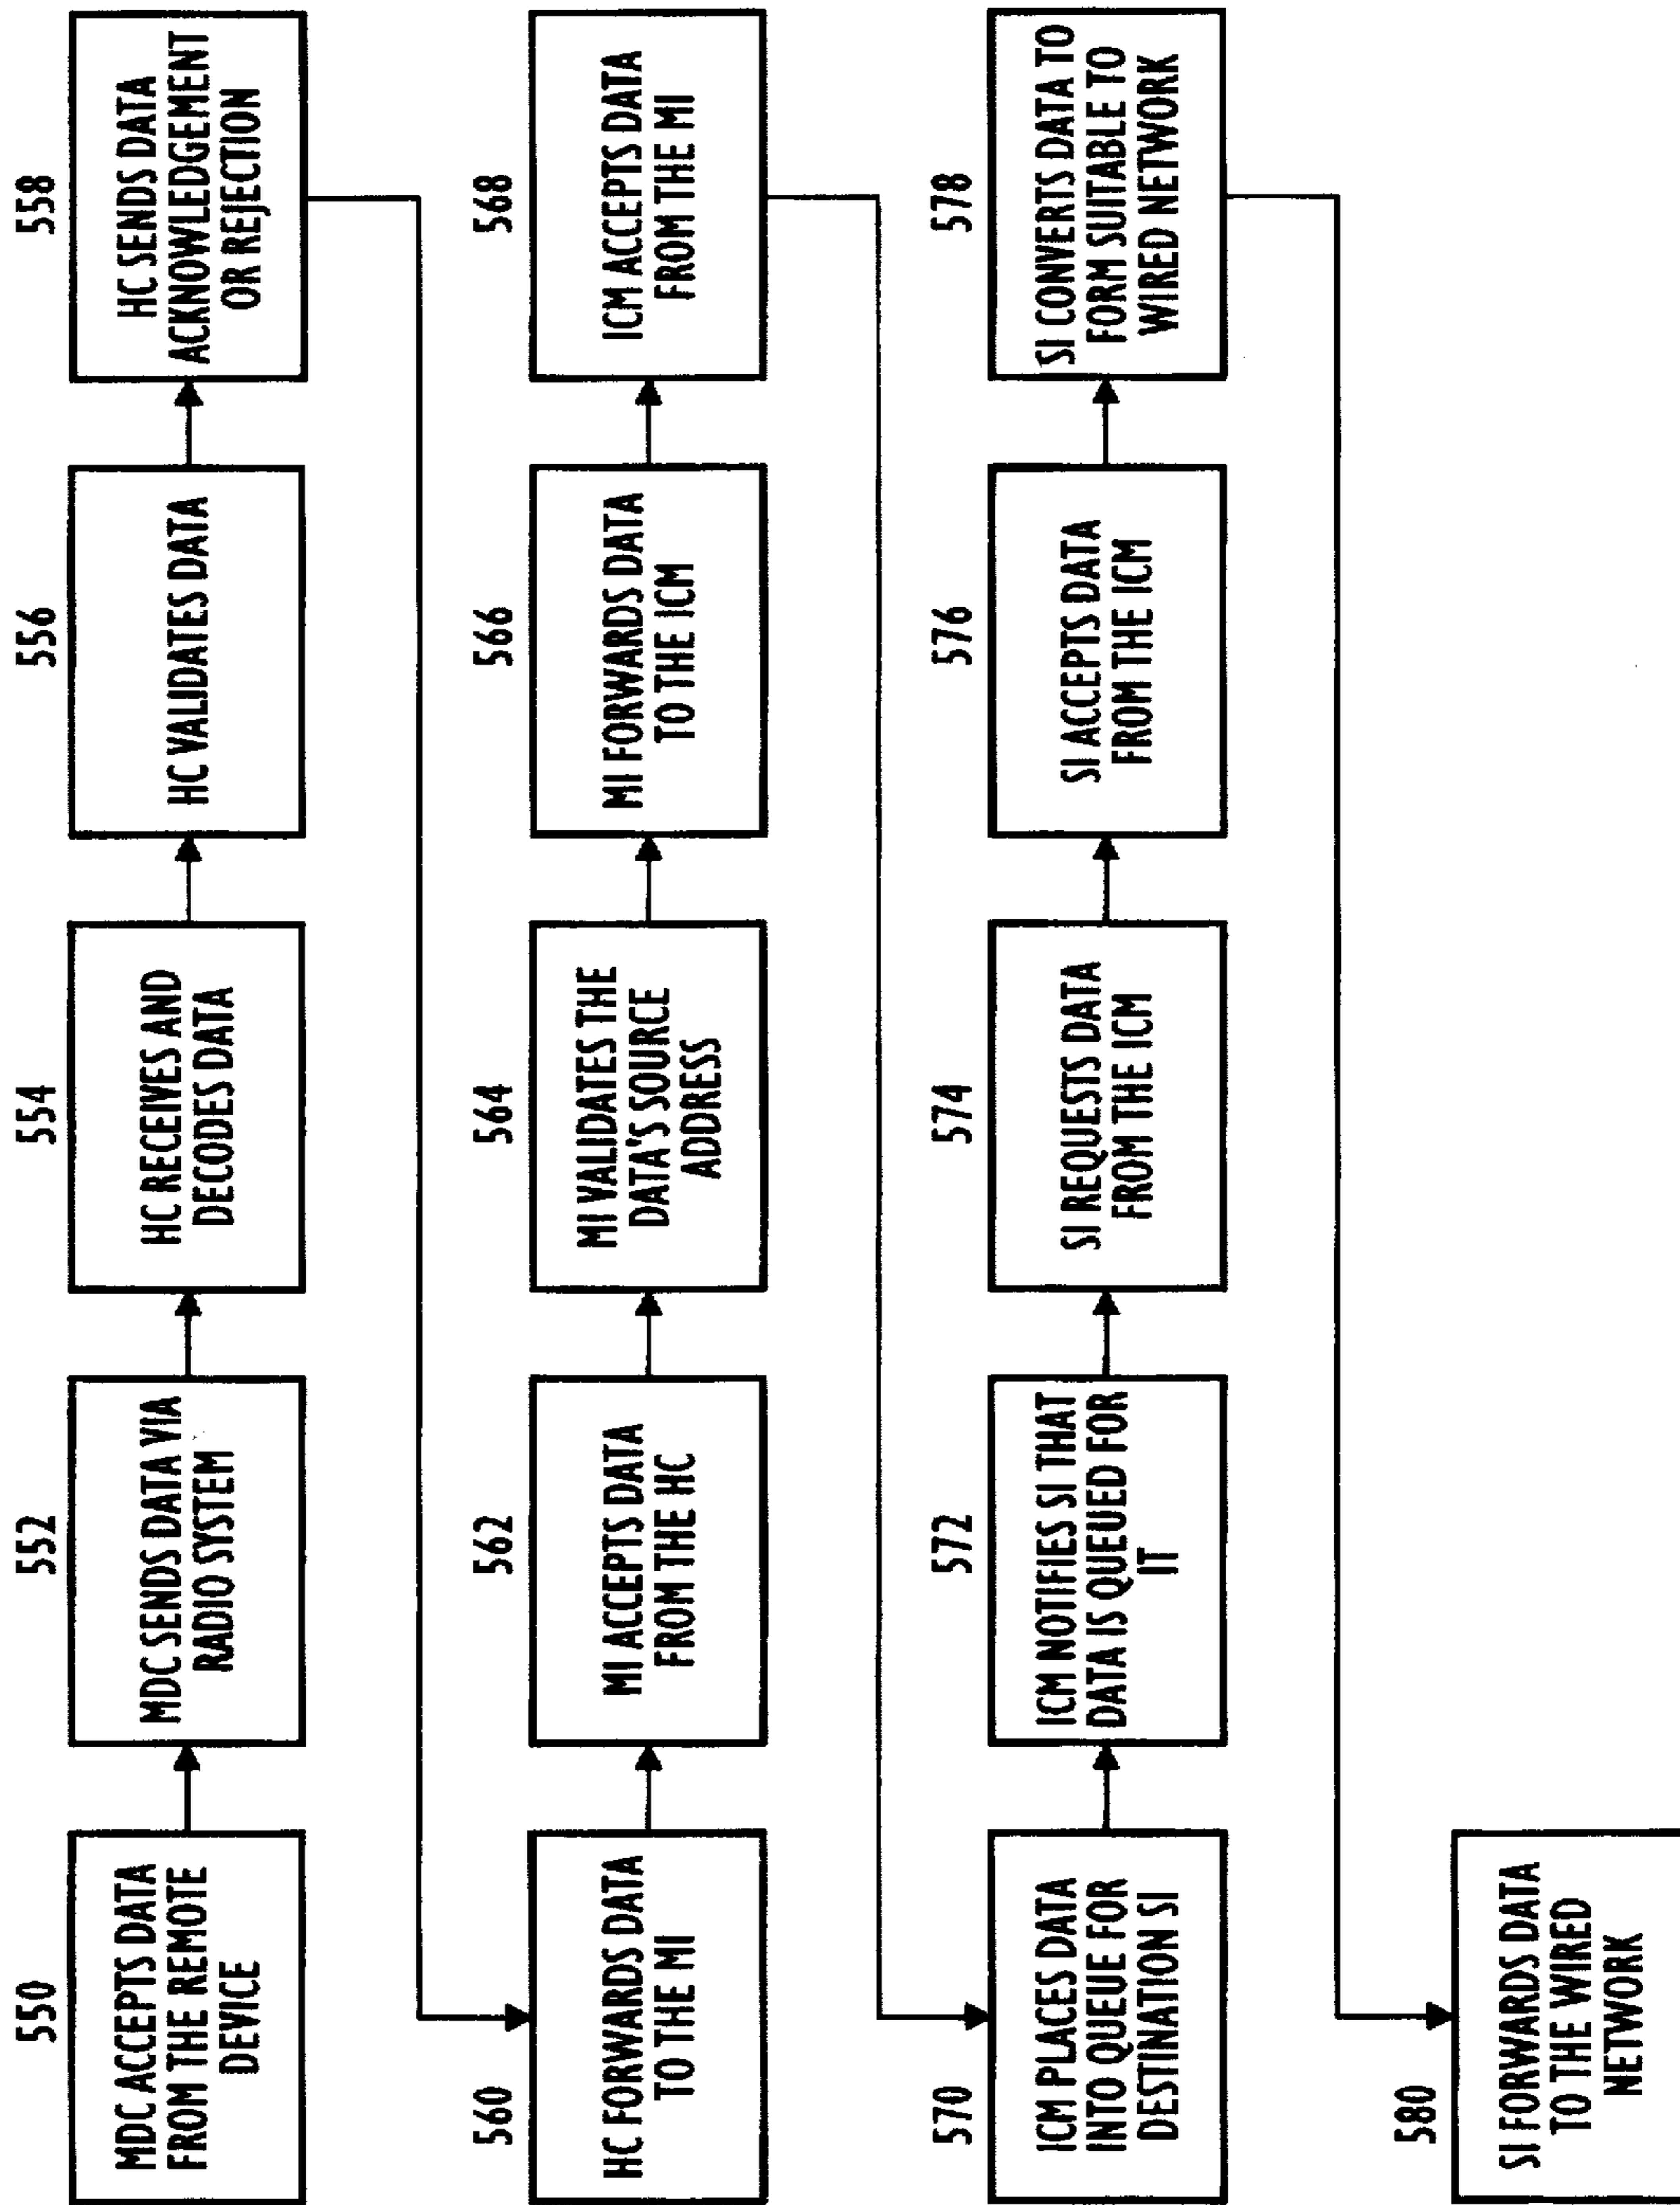 550
MDC ACCEPTS DATA
FROM THE REMOTE
DEVICE
552
MDC SENDS DATA VIA
RADIO SYSTEM
554
HC RECEIVES AND
DECODES DATA
556
HC VALIDATES DATA
558
HC SENDS DATA
ACKNOWLEDGEMENT
OR REJECTION
560
HC FORWARDS DATA
TO THE MI
562
MI ACCEPTS DATA
FROM THE HC
564
MI VALIDATES THE
DATA'S SOURCE
ADDRESS
566
MI FORWARDS DATA
TO THE ICM
568
ICM ACCEPTS DATA
FROM THE MI
570
ICM PLACES DATA
INTO QUEUE FOR
DESTINATION SI
572
ICM NOTIFIES SI THAT
DATA IS QUEUED FOR
IT
574
SI REQUESTS DATA
FROM THE ICM
576
SI ACCEPTS DATA
FROM THE ICM
578
SI CONVERTS DATA TO
FORM SUITABLE TO
WIRED NETWORK
580
SI FORWARDS DATA
TO THE WIRED
NETWORK